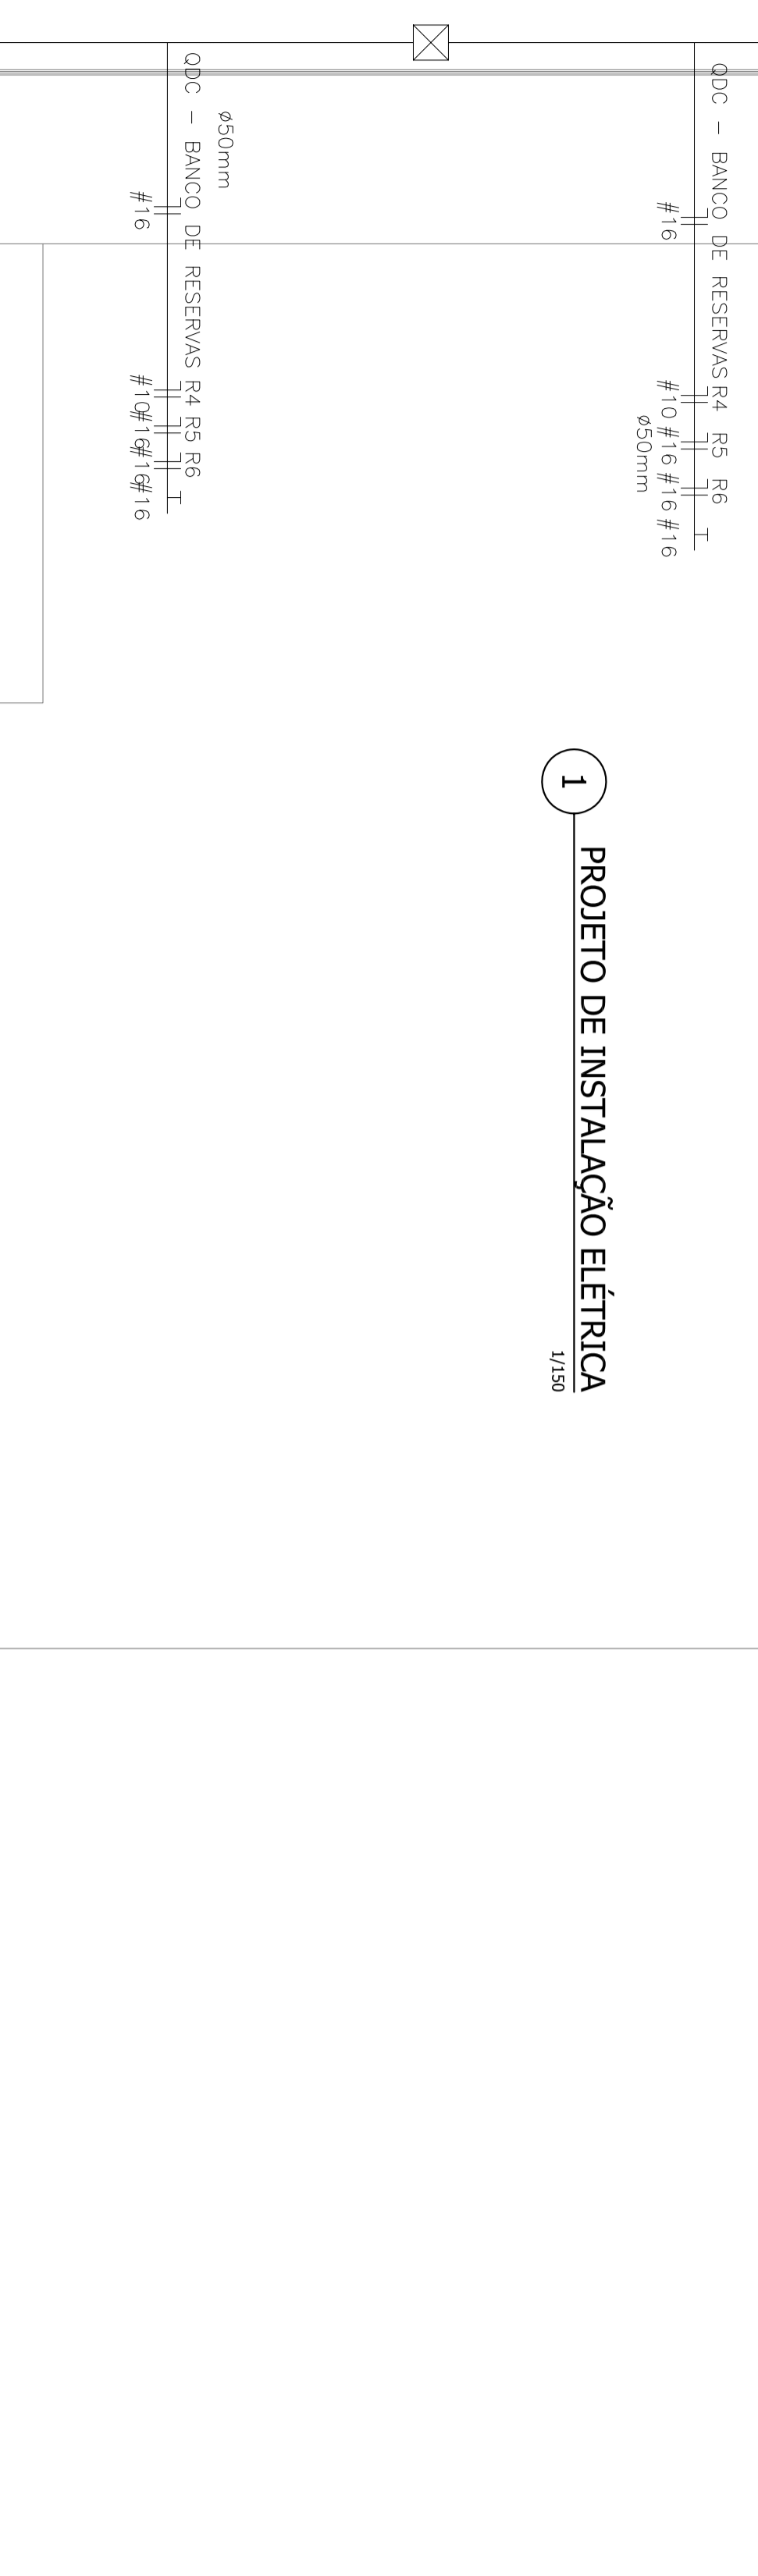 QDC - BANCO DE RESERVAS R4 R5 R6
#16 #10 #16 #16 #16
ø50mm
ø50mm
QDC - BANCO DE RESERVAS R4 R5 R6
#16 #10 #16 #16 #16
1
PROJETO DE INSTALAÇÃO ELÉTRICA
1/150